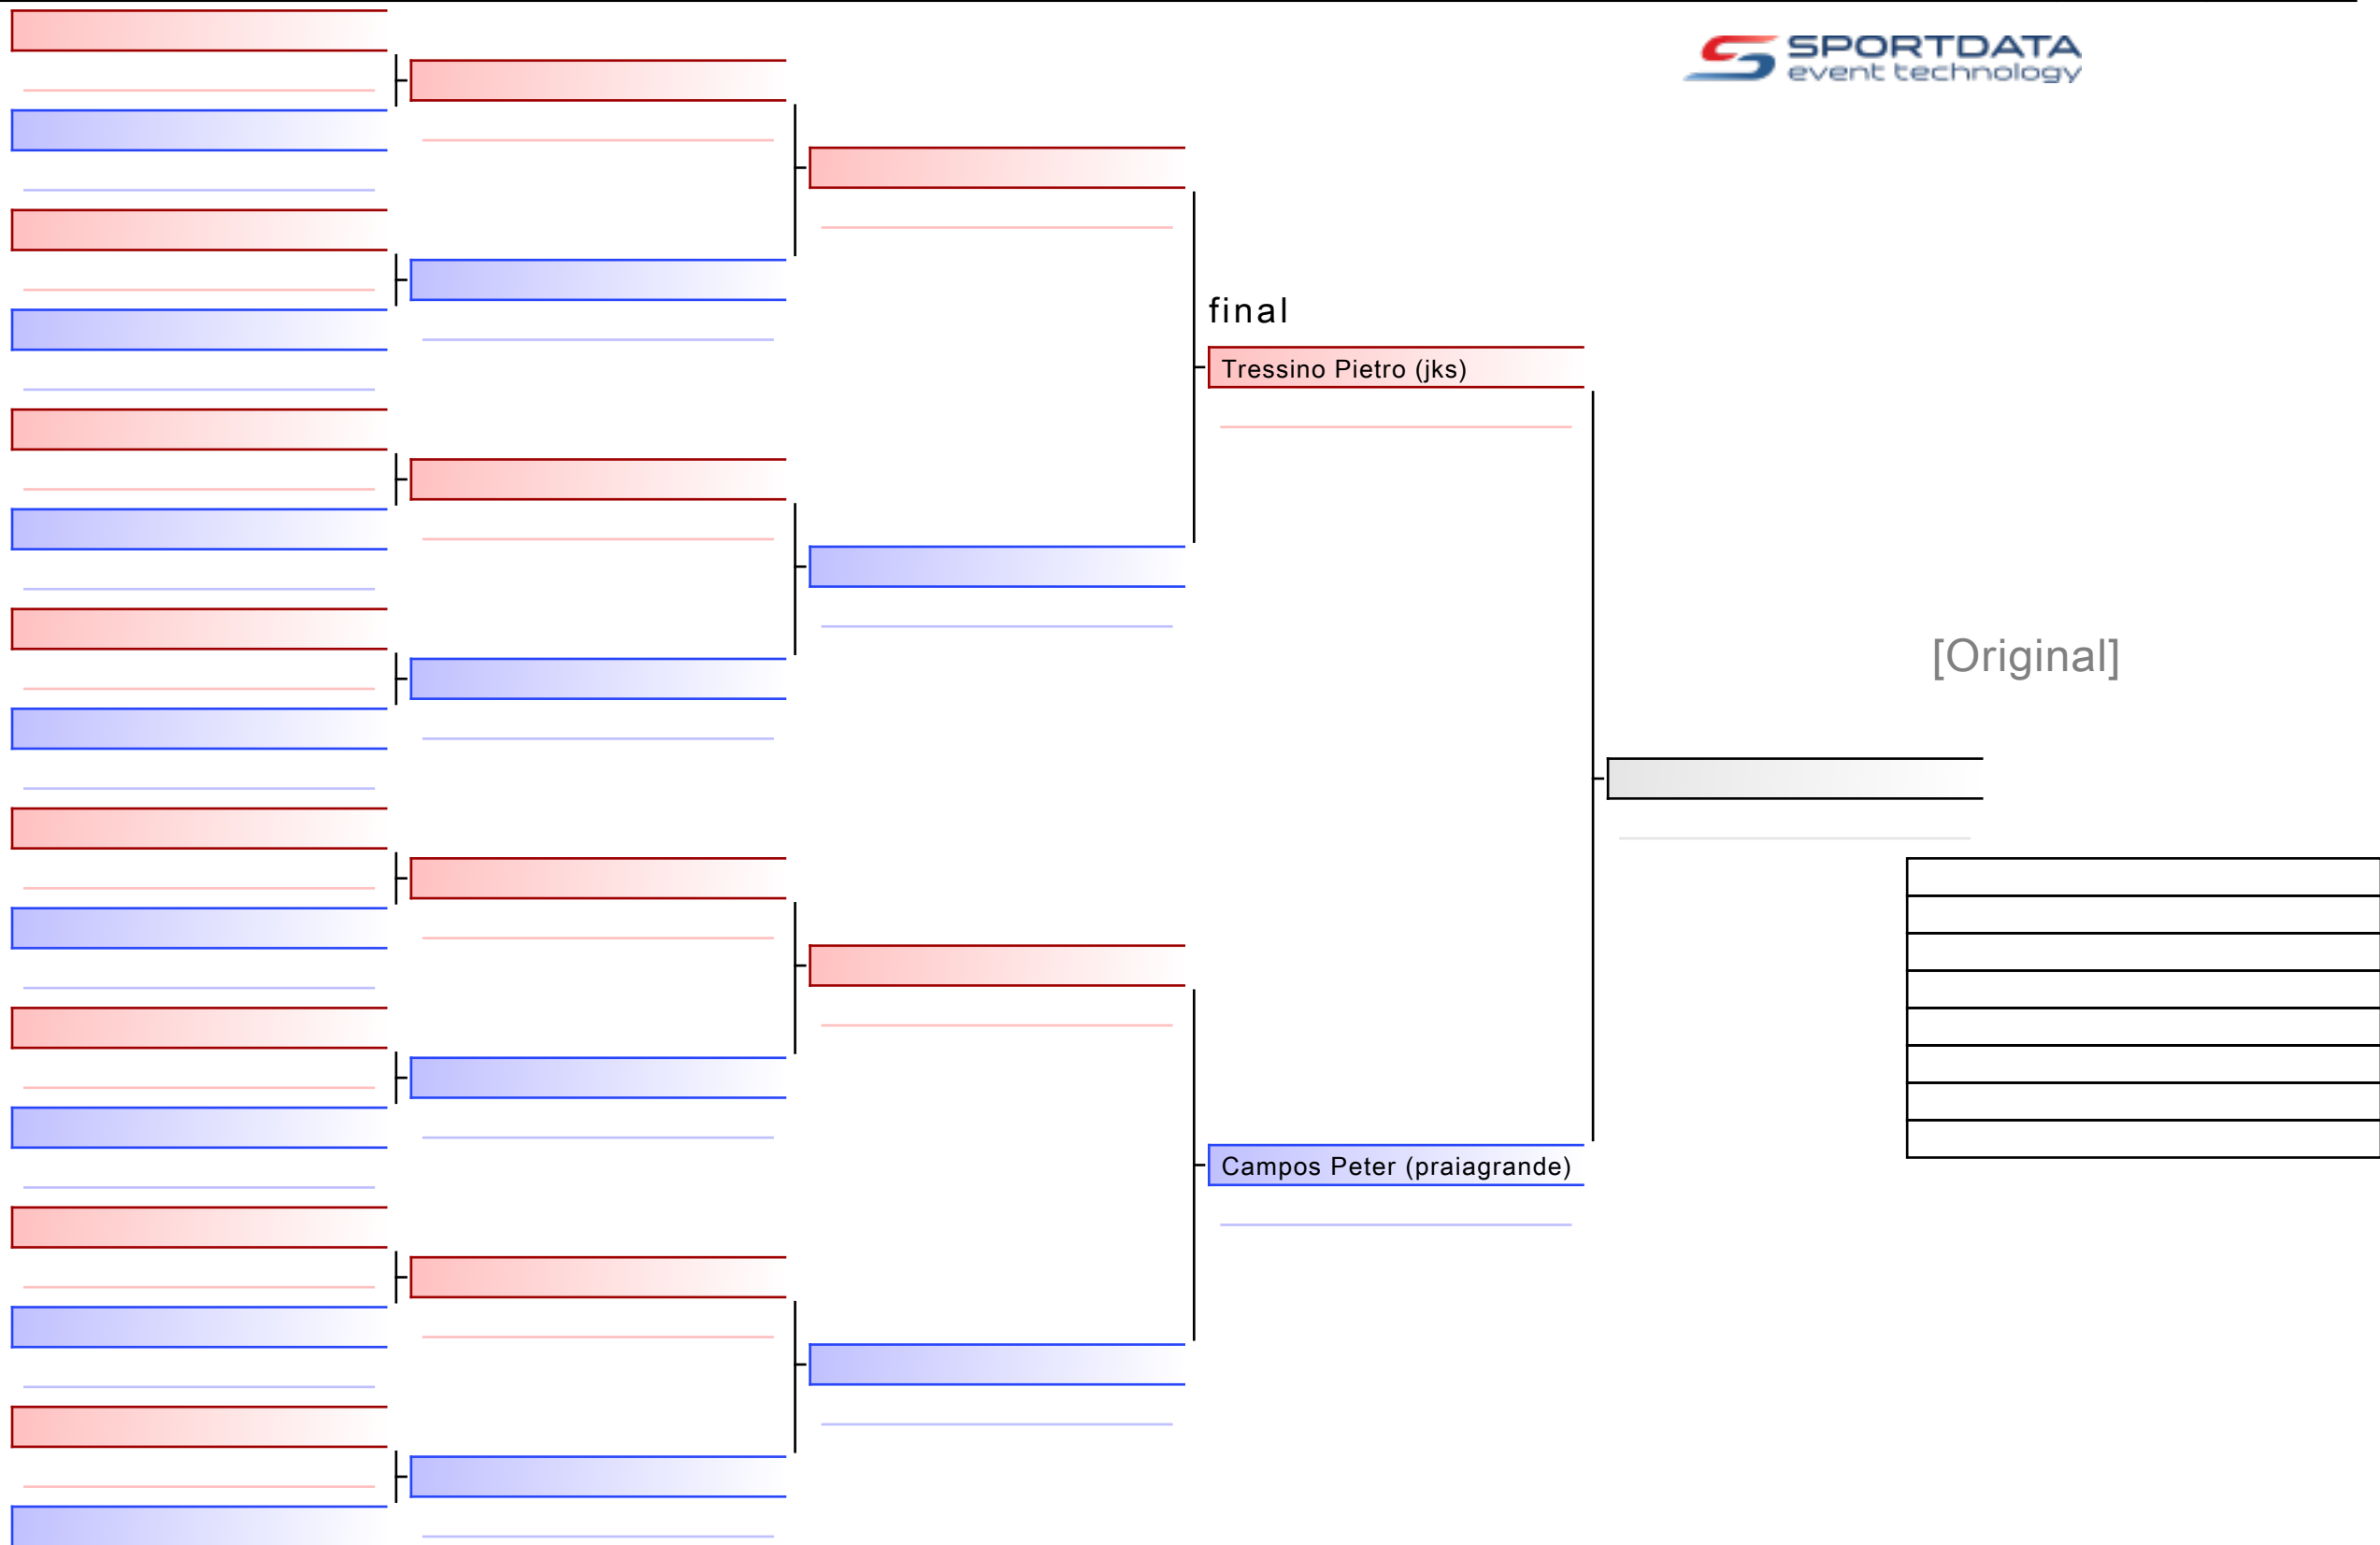 SPORTDATA
event technology
final
Tressino Pietro (jks)
[Original]
Campos Peter (praiagrande)